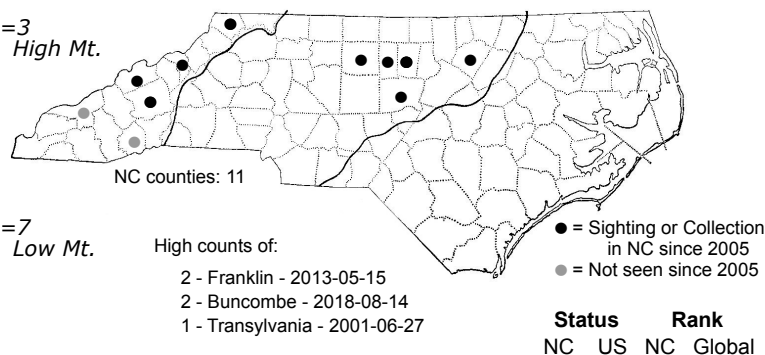 =3
High Mt.
NC counties: 11
=7
Low Mt.
High counts of:
2 - Franklin - 2013-05-15
2 - Buncombe - 2018-08-14
1 - Transylvania - 2001-06-27
● = Sighting or Collection
in NC since 2005
● = Not seen since 2005
Status Rank
NC US NC Global